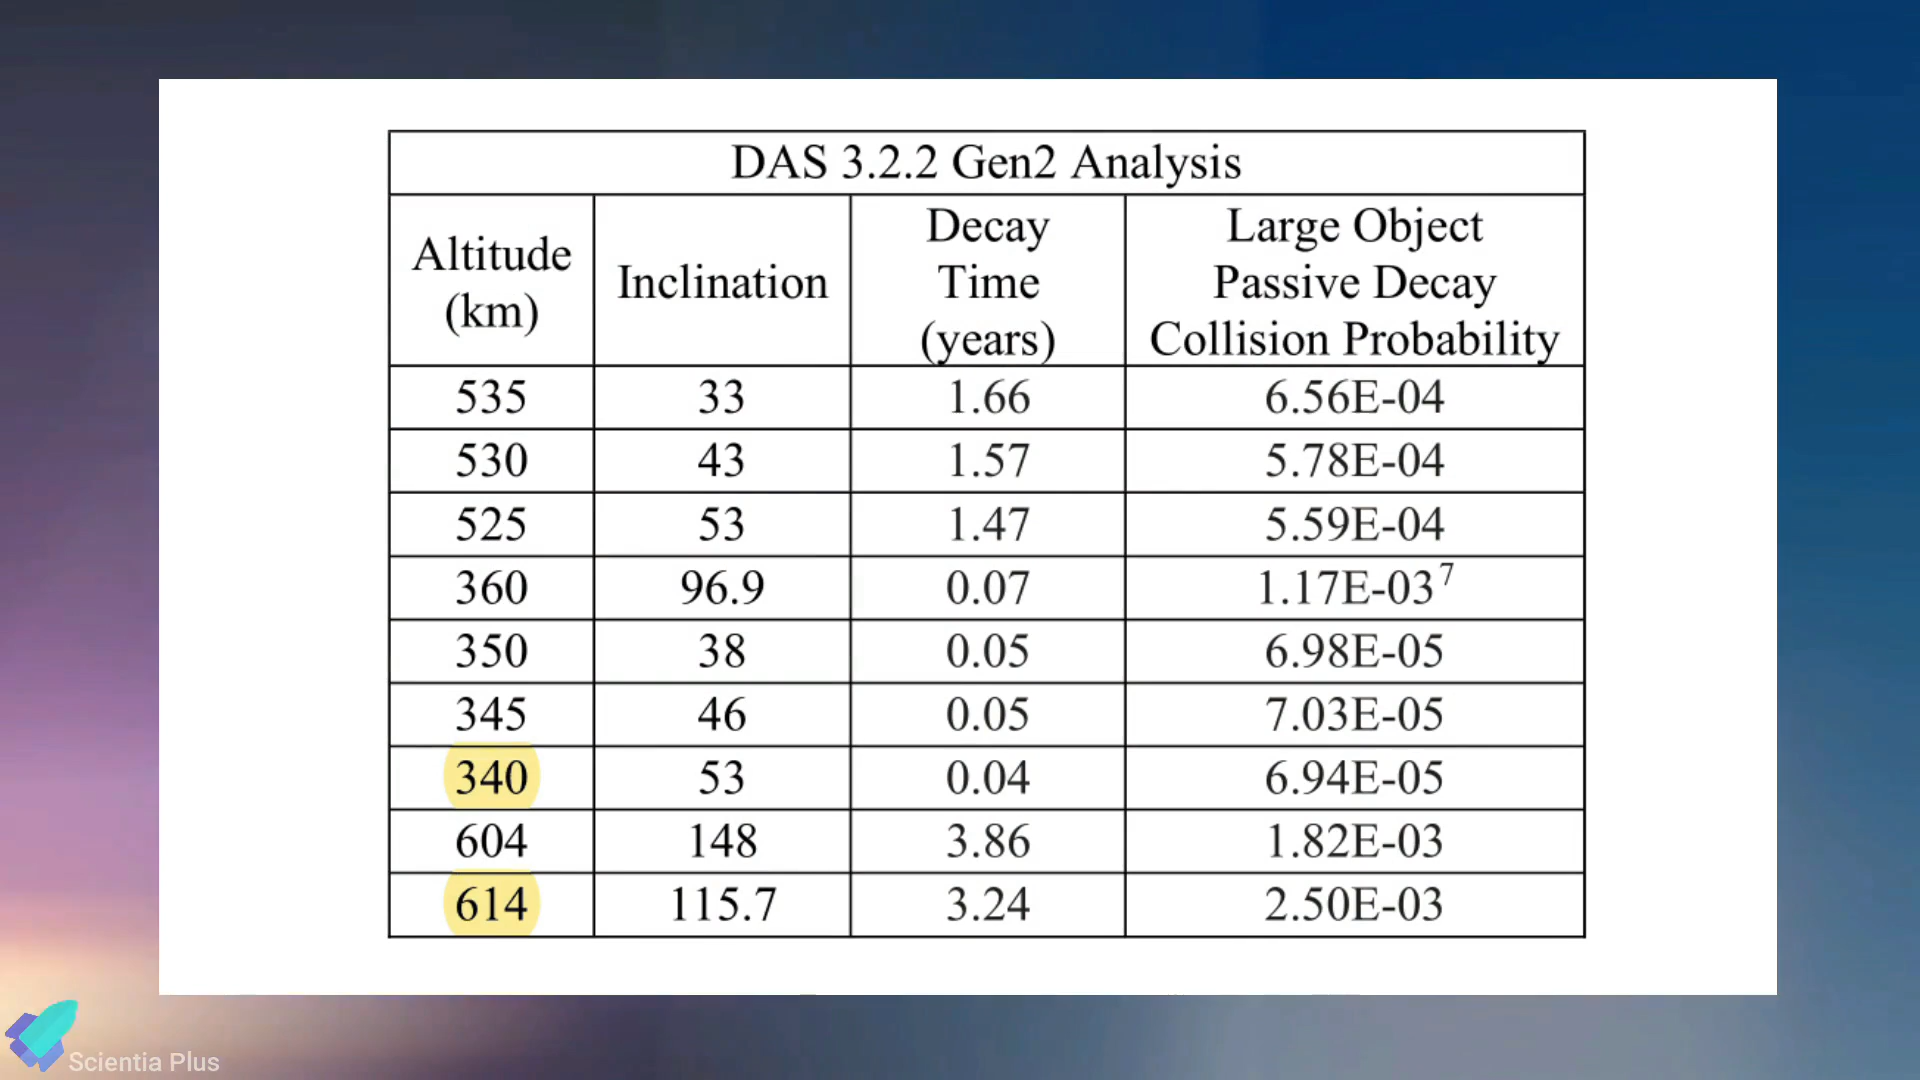 DAS 3.2.2 Gen2 Analysis
Altitude (km) Inclination Decay Time (years) Large Object Passive Decay Collision Probability
535 33 1.66 6.56E-04
530 43 1.57 5.78E-04
525 53 1.47 5.59E-04
360 96.9 0.07 1.17E-03⁷
350 38 0.05 6.98E-05
345 46 0.05 7.03E-05
340 53 0.04 6.94E-05
604 148 3.86 1.82E-03
614 115.7 3.24 2.50E-03
Scientia Plus